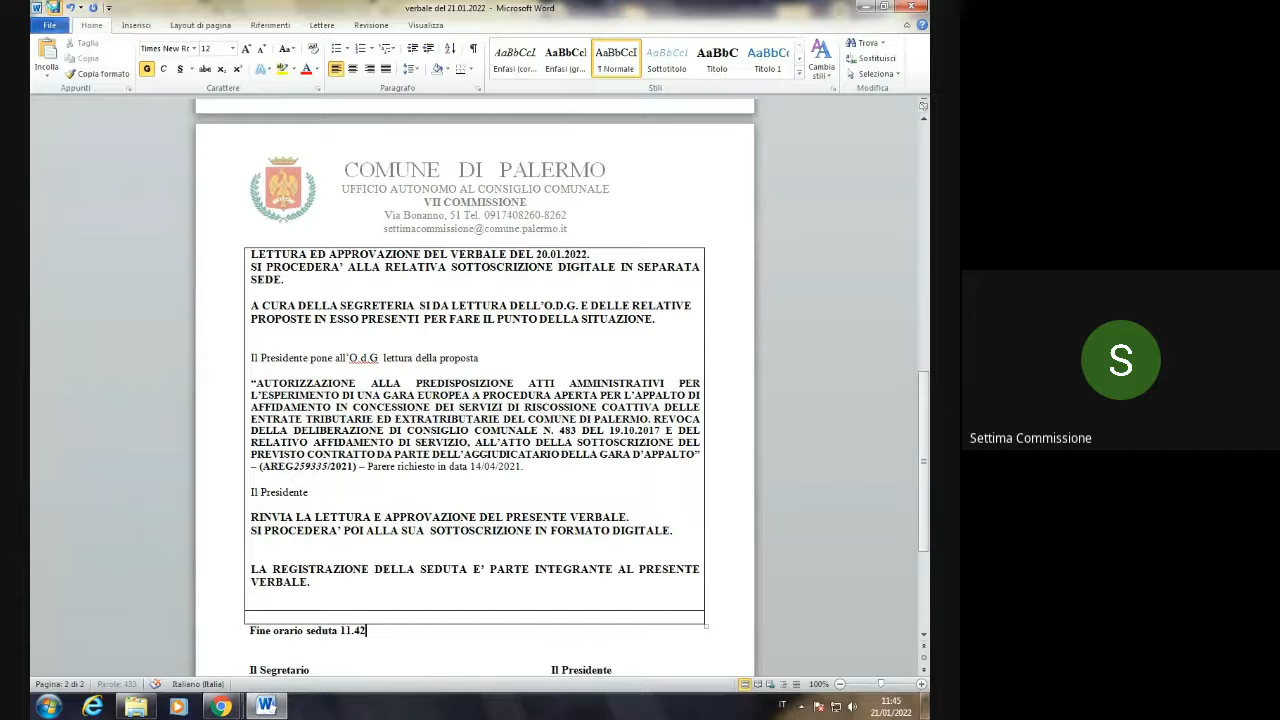 verbale del 21.01.2022 - Microsoft Word
File Home Inserisci Layout di pagina Riferimenti Lettere Revisione Visualizza
Incolla
Taglia
Copia
Copia formato
Times New Ro 12
AaBbCcI AaBbCcl AaBbCcI AaBbCcI AaBbC AaBbCc
Enfasi (cor... Enfasi (gr... ¶ Normale Sottotitolo Titolo Titolo 1
Cambia stili
Trova
Sostituisci
Seleziona
Appunti Carattere Paragrafo Stili Modifica
COMUNE DI PALERMO
UFFICIO AUTONOMO AL CONSIGLIO COMUNALE
VII COMMISSIONE
Via Bonanno, 51 Tel. 0917408260-8262
settimacommissione@comune.palermo.it
LETTURA ED APPROVAZIONE DEL VERBALE DEL 20.01.2022.
SI PROCEDERA’ ALLA RELATIVA SOTTOSCRIZIONE DIGITALE IN SEPARATA
SEDE.
A CURA DELLA SEGRETERIA SI DA LETTURA DELL’O.D.G. E DELLE RELATIVE
PROPOSTE IN ESSO PRESENTI PER FARE IL PUNTO DELLA SITUAZIONE.
Il Presidente pone all’O.d.G lettura della proposta
“AUTORIZZAZIONE ALLA PREDISPOSIZIONE ATTI AMMINISTRATIVI PER
L’ESPERIMENTO DI UNA GARA EUROPEA A PROCEDURA APERTA PER L’APPALTO DI
AFFIDAMENTO IN CONCESSIONE DEI SERVIZI DI RISCOSSIONE COATTIVA DELLE
ENTRATE TRIBUTARIE ED EXTRATRIBUTARIE DEL COMUNE DI PALERMO. REVOCA
DELLA DELIBERAZIONE DI CONSIGLIO COMUNALE N. 483 DEL 19.10.2017 E DEL
RELATIVO AFFIDAMENTO DI SERVIZIO, ALL’ATTO DELLA SOTTOSCRIZIONE DEL
PREVISTO CONTRATTO DA PARTE DELL’AGGIUDICATARIO DELLA GARA D’APPALTO”
– (AREG259335/2021) – Parere richiesto in data 14/04/2021.
Il Presidente
RINVIA LA LETTURA E APPROVAZIONE DEL PRESENTE VERBALE.
SI PROCEDERA’ POI ALLA SUA SOTTOSCRIZIONE IN FORMATO DIGITALE.
LA REGISTRAZIONE DELLA SEDUTA E’ PARTE INTEGRANTE AL PRESENTE
VERBALE.
Fine orario seduta 11.42
Il Segretario Il Presidente
Pagina: 2 di 2 Parole: 433 Italiano (Italia) 100%
IT 11:45
21/01/2022
S
Settima Commissione